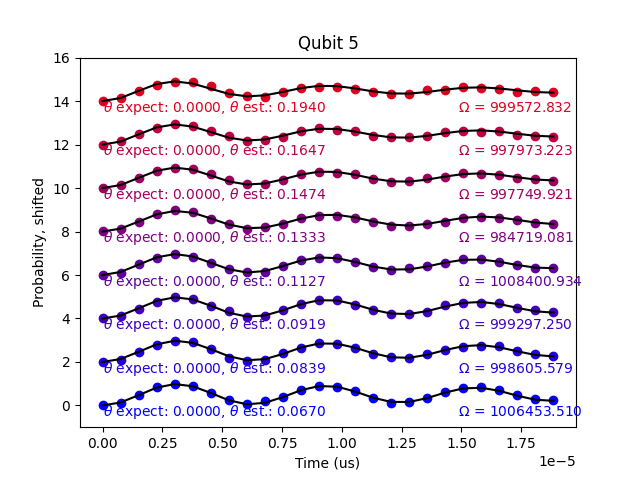 Qubit 5
16
14
12
10
8
6
4
2
0
Probability, shifted
θ expect: 0.0000, θ est.: 0.1940 Ω = 999572.832
θ expect: 0.0000, θ est.: 0.1647 Ω = 997973.223
θ expect: 0.0000, θ est.: 0.1474 Ω = 997749.921
θ expect: 0.0000, θ est.: 0.1333 Ω = 984719.081
θ expect: 0.0000, θ est.: 0.1127 Ω = 1008400.934
θ expect: 0.0000, θ est.: 0.0919 Ω = 999297.250
θ expect: 0.0000, θ est.: 0.0839 Ω = 998605.579
θ expect: 0.0000, θ est.: 0.0670 Ω = 1006453.510
0.00 0.25 0.50 0.75 1.00 1.25 1.50 1.75
Time (us)
1e−5